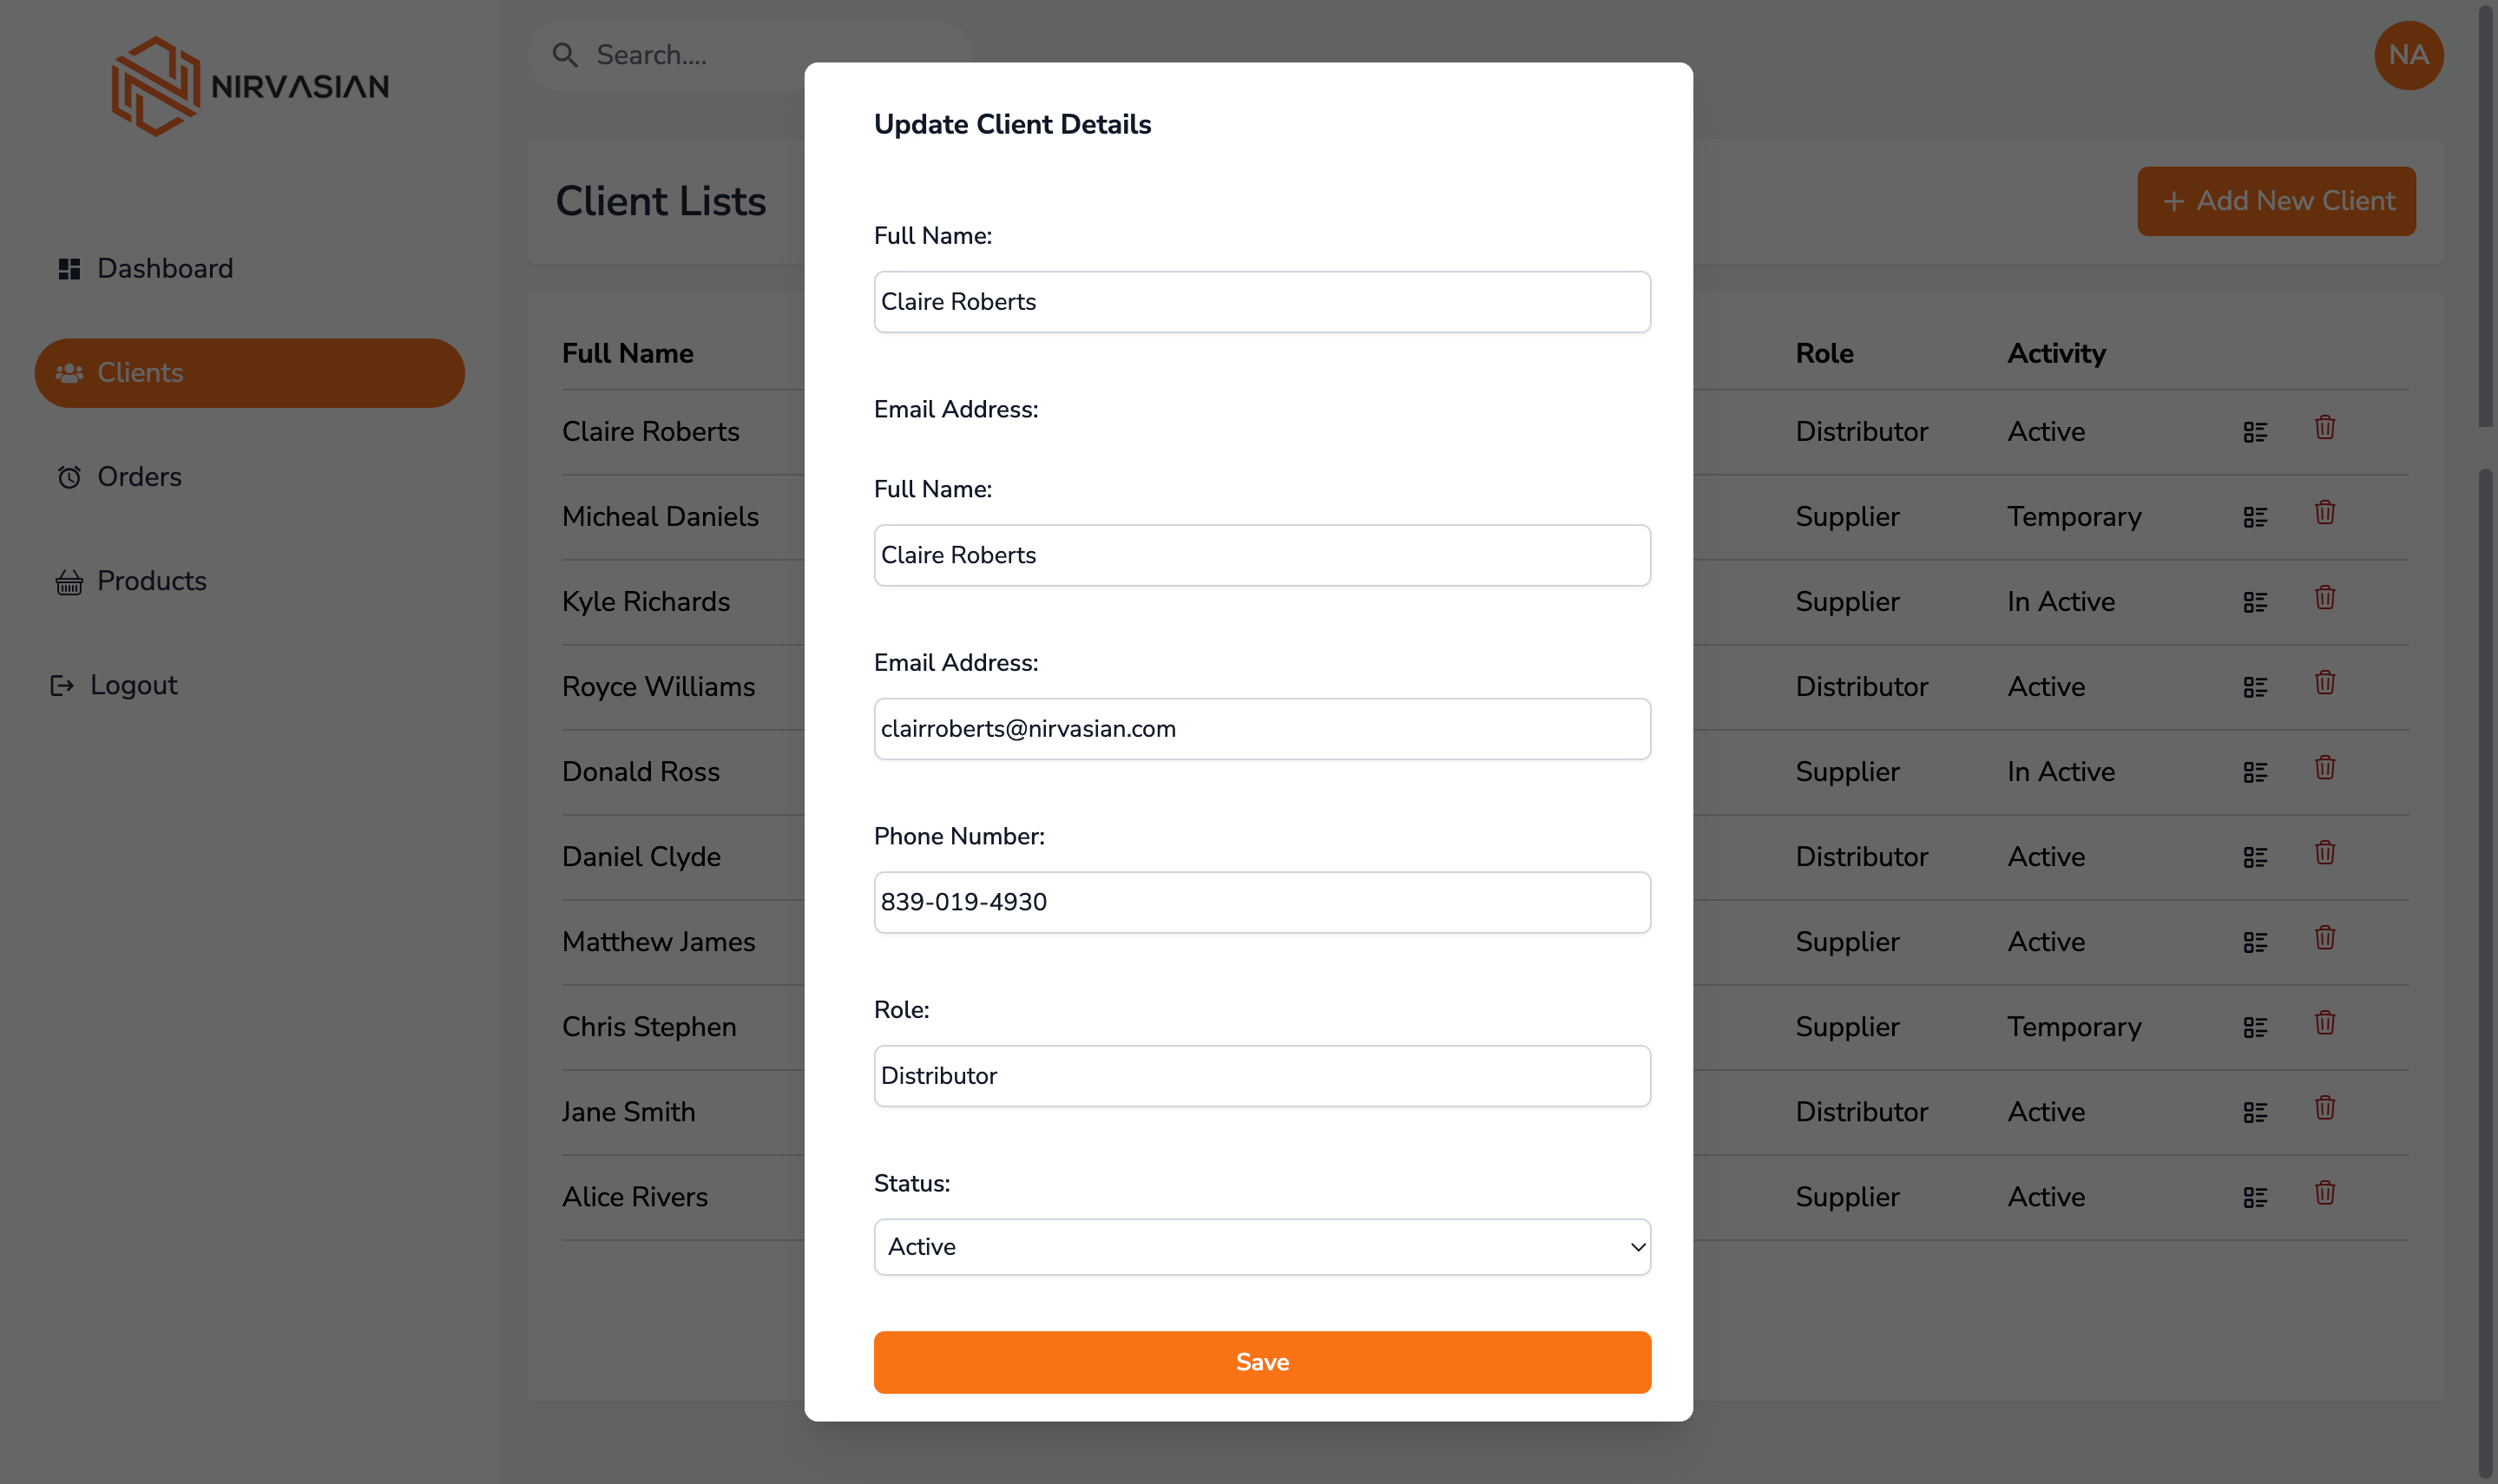 NIRVASIAN
Dashboard
Clients
Orders
Products
Logout
Search....
NA
Client Lists
+ Add New Client
Full Name Role Activity
Claire Roberts Distributor Active
Micheal Daniels Supplier Temporary
Kyle Richards Supplier In Active
Royce Williams Distributor Active
Donald Ross Supplier In Active
Daniel Clyde Distributor Active
Matthew James Supplier Active
Chris Stephen Supplier Temporary
Jane Smith Distributor Active
Alice Rivers Supplier Active
Update Client Details
Full Name:
Claire Roberts
Email Address:
Full Name:
Claire Roberts
Email Address:
clairroberts@nirvasian.com
Phone Number:
839-019-4930
Role:
Distributor
Status:
Active
Save